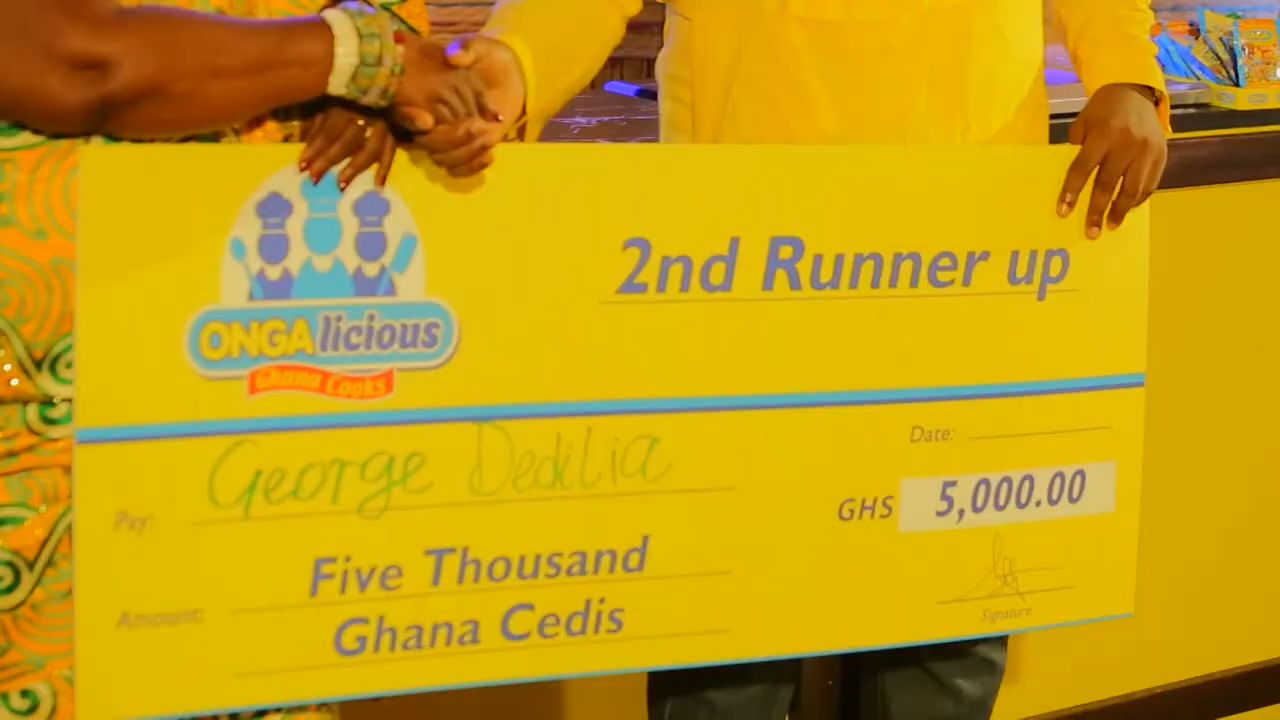 2nd Runner up
ONGAlicious
Ghana Cooks
Date:
George Dedilia
Pay:
GHS 5,000.00
Five Thousand
Amount:
Ghana Cedis
Signature